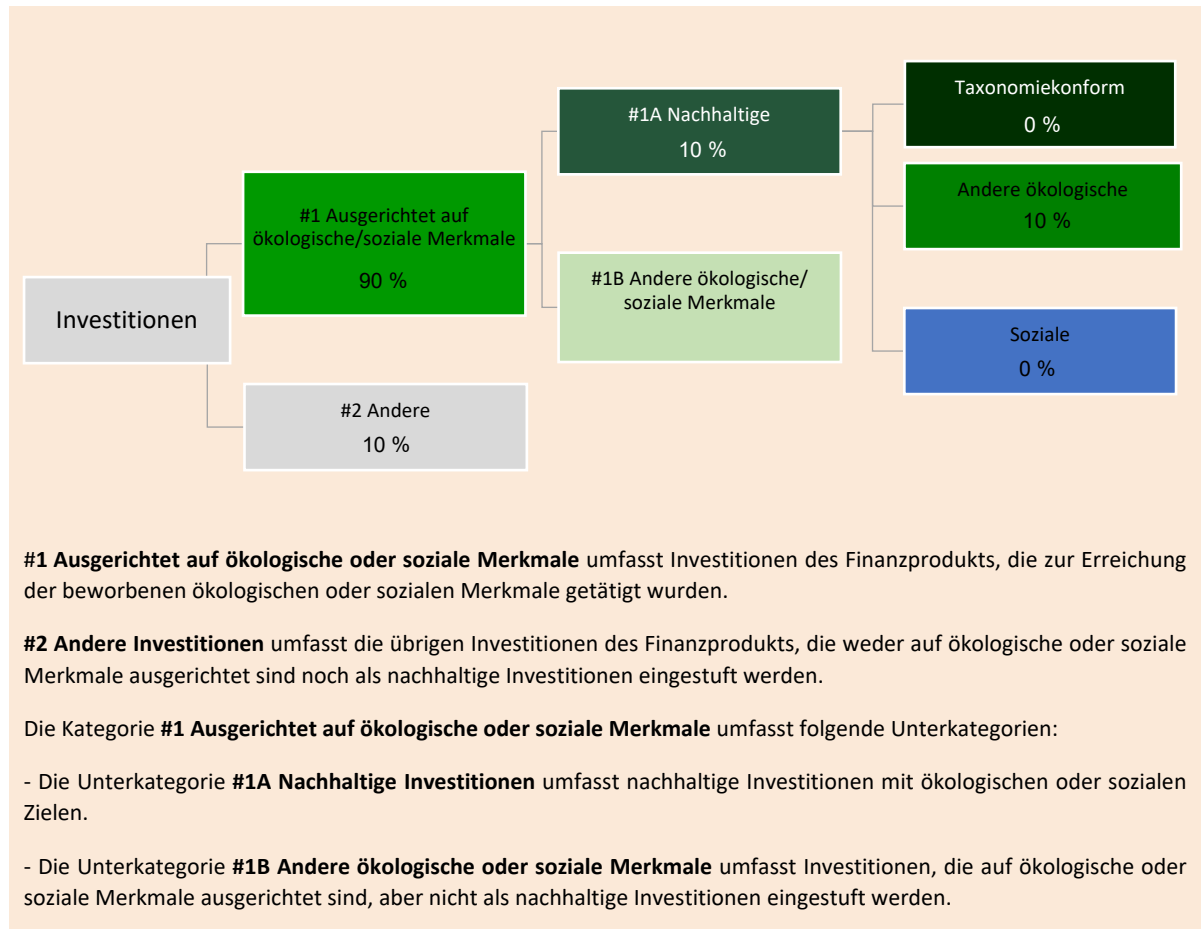 Investitionen
#1 Ausgerichtet auf
ökologische/soziale Merkmale
90 %
#2 Andere
10 %
#1A Nachhaltige
10 %
#1B Andere ökologische/
soziale Merkmale
Taxonomiekonform
0 %
Andere ökologische
10 %
Soziale
0 %
#1 Ausgerichtet auf ökologische oder soziale Merkmale umfasst Investitionen des Finanzprodukts, die zur Erreichung
der beworbenen ökologischen oder sozialen Merkmale getätigt wurden.
#2 Andere Investitionen umfasst die übrigen Investitionen des Finanzprodukts, die weder auf ökologische oder soziale
Merkmale ausgerichtet sind noch als nachhaltige Investitionen eingestuft werden.
Die Kategorie #1 Ausgerichtet auf ökologische oder soziale Merkmale umfasst folgende Unterkategorien:
- Die Unterkategorie #1A Nachhaltige Investitionen umfasst nachhaltige Investitionen mit ökologischen oder sozialen
Zielen.
- Die Unterkategorie #1B Andere ökologische oder soziale Merkmale umfasst Investitionen, die auf ökologische oder
soziale Merkmale ausgerichtet sind, aber nicht als nachhaltige Investitionen eingestuft werden.